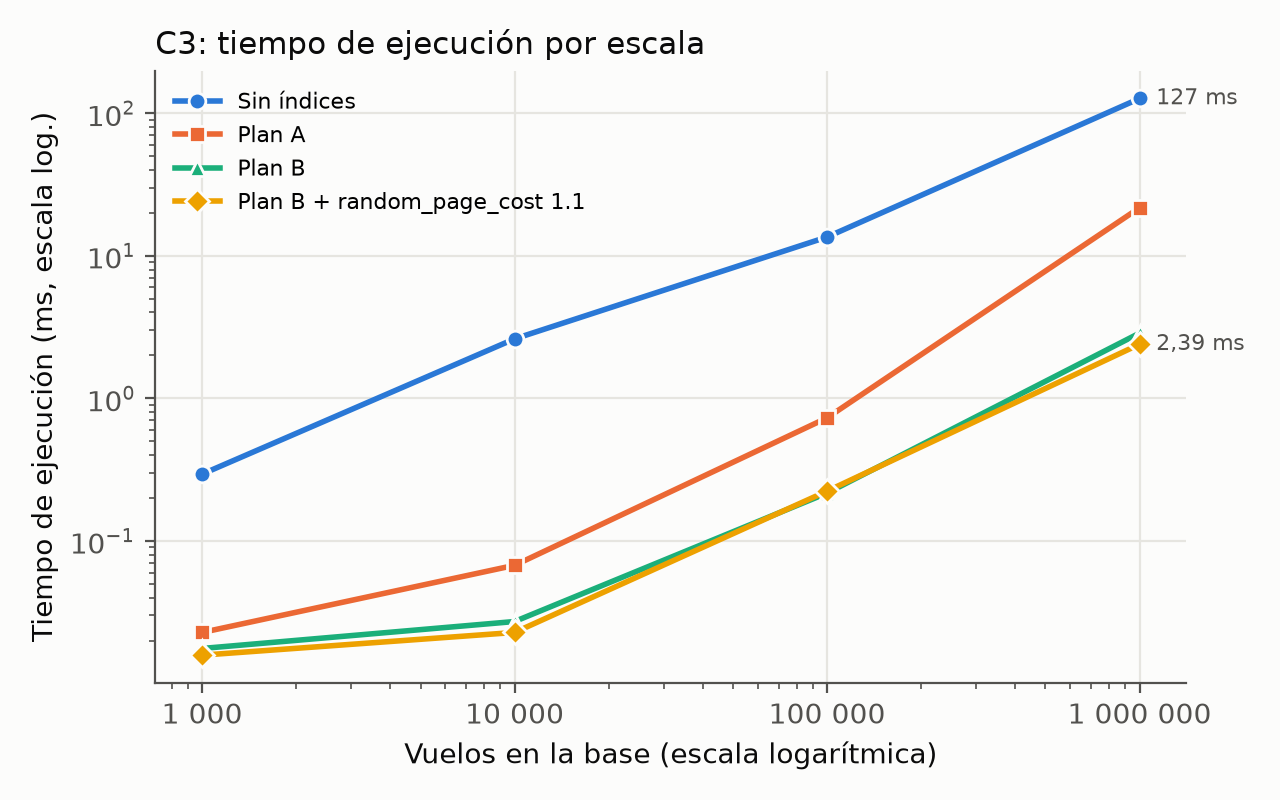 C3: tiempo de ejecución por escala
Sin índices
Plan A
Plan B
Plan B + random_page_cost 1.1
127 ms
2,39 ms
Tiempo de ejecución (ms, escala log.)
10²
10¹
10⁰
10⁻¹
1 000
10 000
100 000
1 000 000
Vuelos en la base (escala logarítmica)